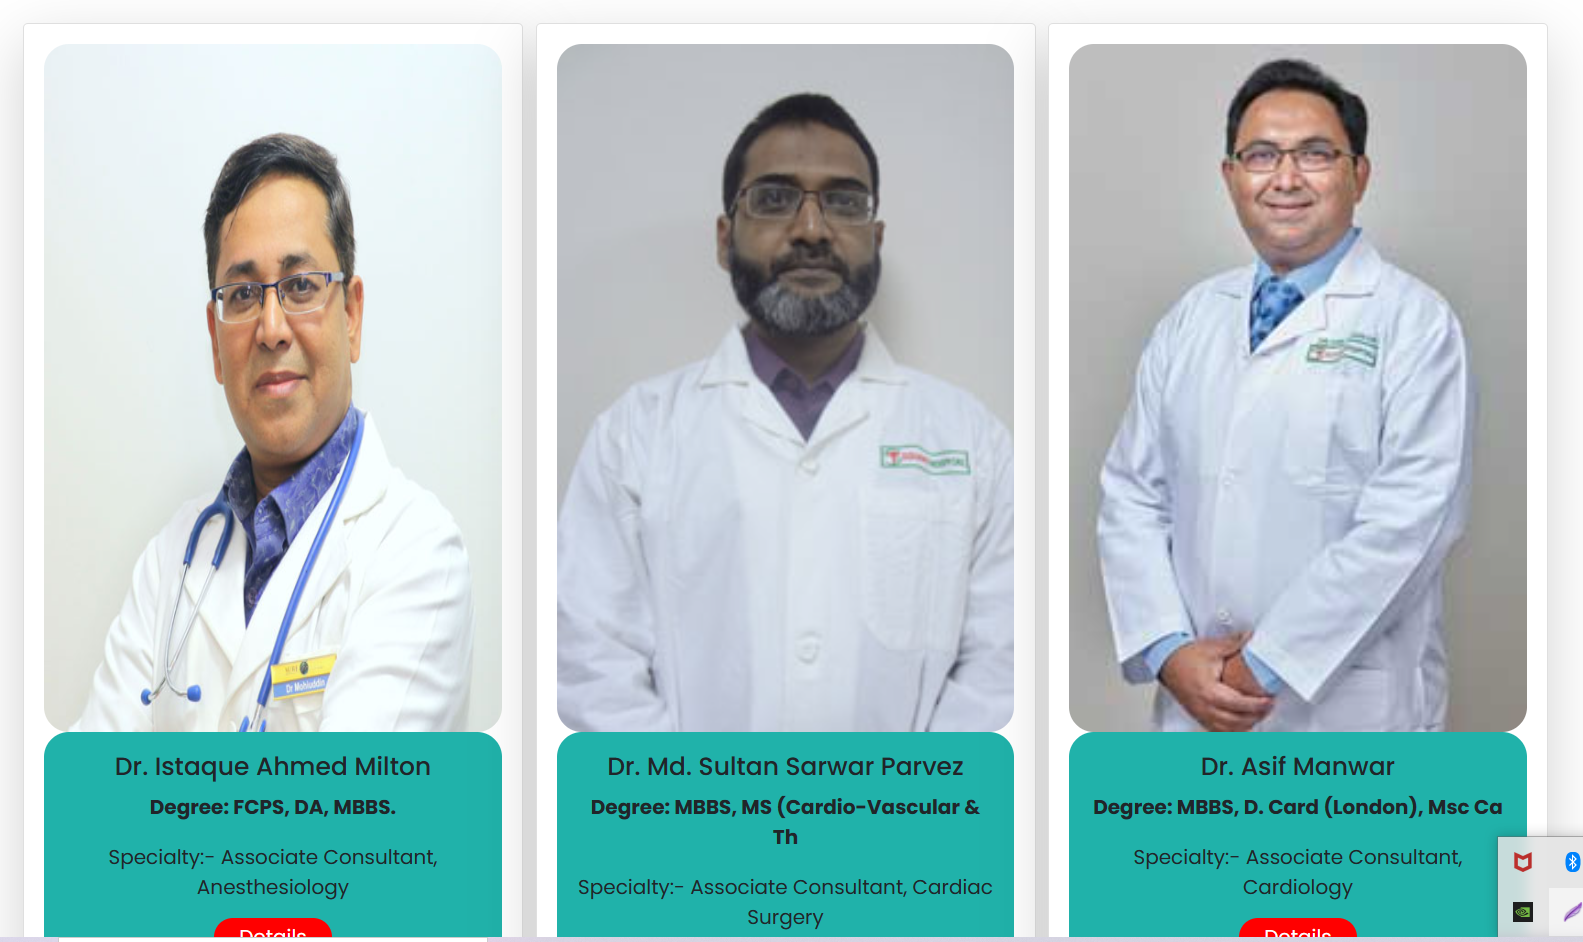 Dr Mohiuddin
Dr. Istaque Ahmed Milton
Degree: FCPS, DA, MBBS.
Specialty:- Associate Consultant,
Anesthesiology
Details
Dr. Md. Sultan Sarwar Parvez
Degree: MBBS, MS (Cardio-Vascular &
Th
Specialty:- Associate Consultant, Cardiac
Surgery
Dr. Asif Manwar
Degree: MBBS, D. Card (London), Msc Ca
Specialty:- Associate Consultant,
Cardiology
Details